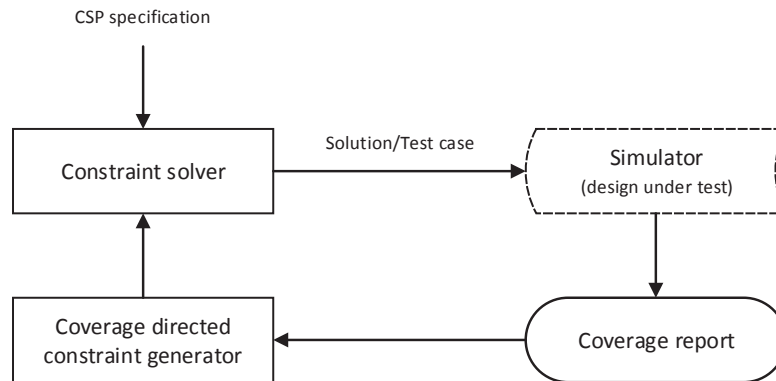 CSP specification
Solution/Test case
Constraint solver
Simulator
(design under test)
Coverage directed
constraint generator
Coverage report